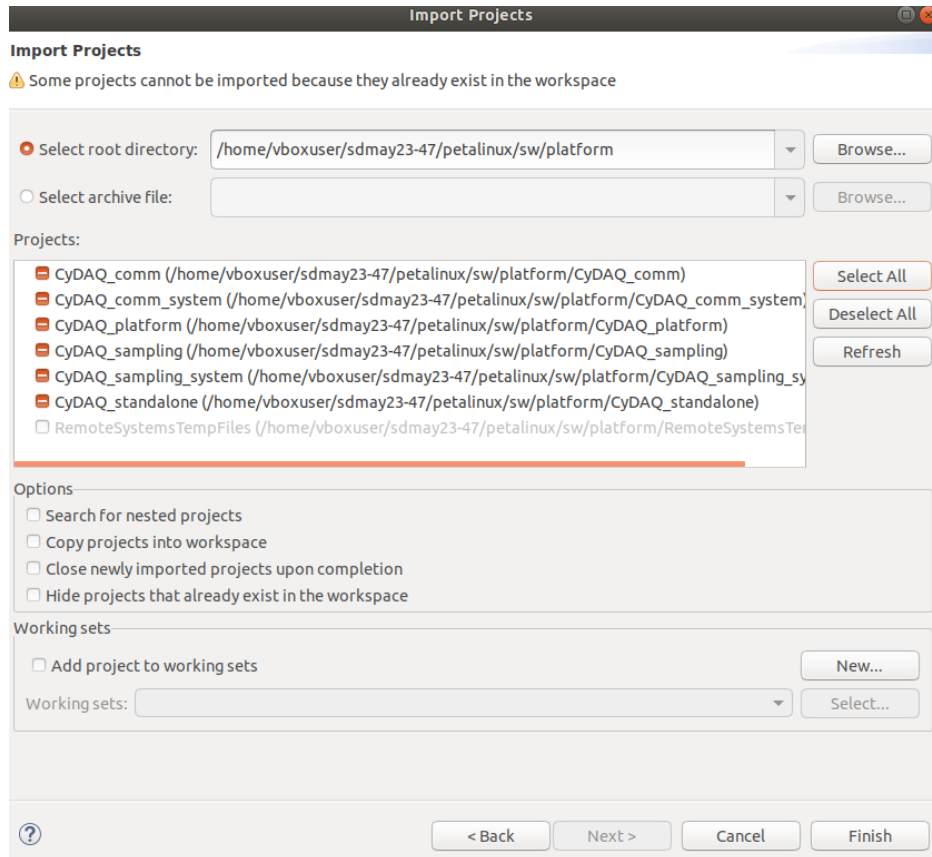 Import Projects
Import Projects
Some projects cannot be imported because they already exist in the workspace
Select root directory: /home/vboxuser/sdmay23-47/petalinux/sw/platform Browse...
Select archive file: Browse...
Projects:
CyDAQ_comm (/home/vboxuser/sdmay23-47/petalinux/sw/platform/CyDAQ_comm)
CyDAQ_comm_system (/home/vboxuser/sdmay23-47/petalinux/sw/platform/CyDAQ_comm_system)
CyDAQ_platform (/home/vboxuser/sdmay23-47/petalinux/sw/platform/CyDAQ_platform)
CyDAQ_sampling (/home/vboxuser/sdmay23-47/petalinux/sw/platform/CyDAQ_sampling)
CyDAQ_sampling_system (/home/vboxuser/sdmay23-47/petalinux/sw/platform/CyDAQ_sampling_sy
CyDAQ_standalone (/home/vboxuser/sdmay23-47/petalinux/sw/platform/CyDAQ_standalone)
RemoteSystemsTempFiles (/home/vboxuser/sdmay23-47/petalinux/sw/platform/RemoteSystemsTer
Select All
Deselect All
Refresh
Options
Search for nested projects
Copy projects into workspace
Close newly imported projects upon completion
Hide projects that already exist in the workspace
Working sets
Add project to working sets New...
Working sets: Select...
? < Back Next > Cancel Finish